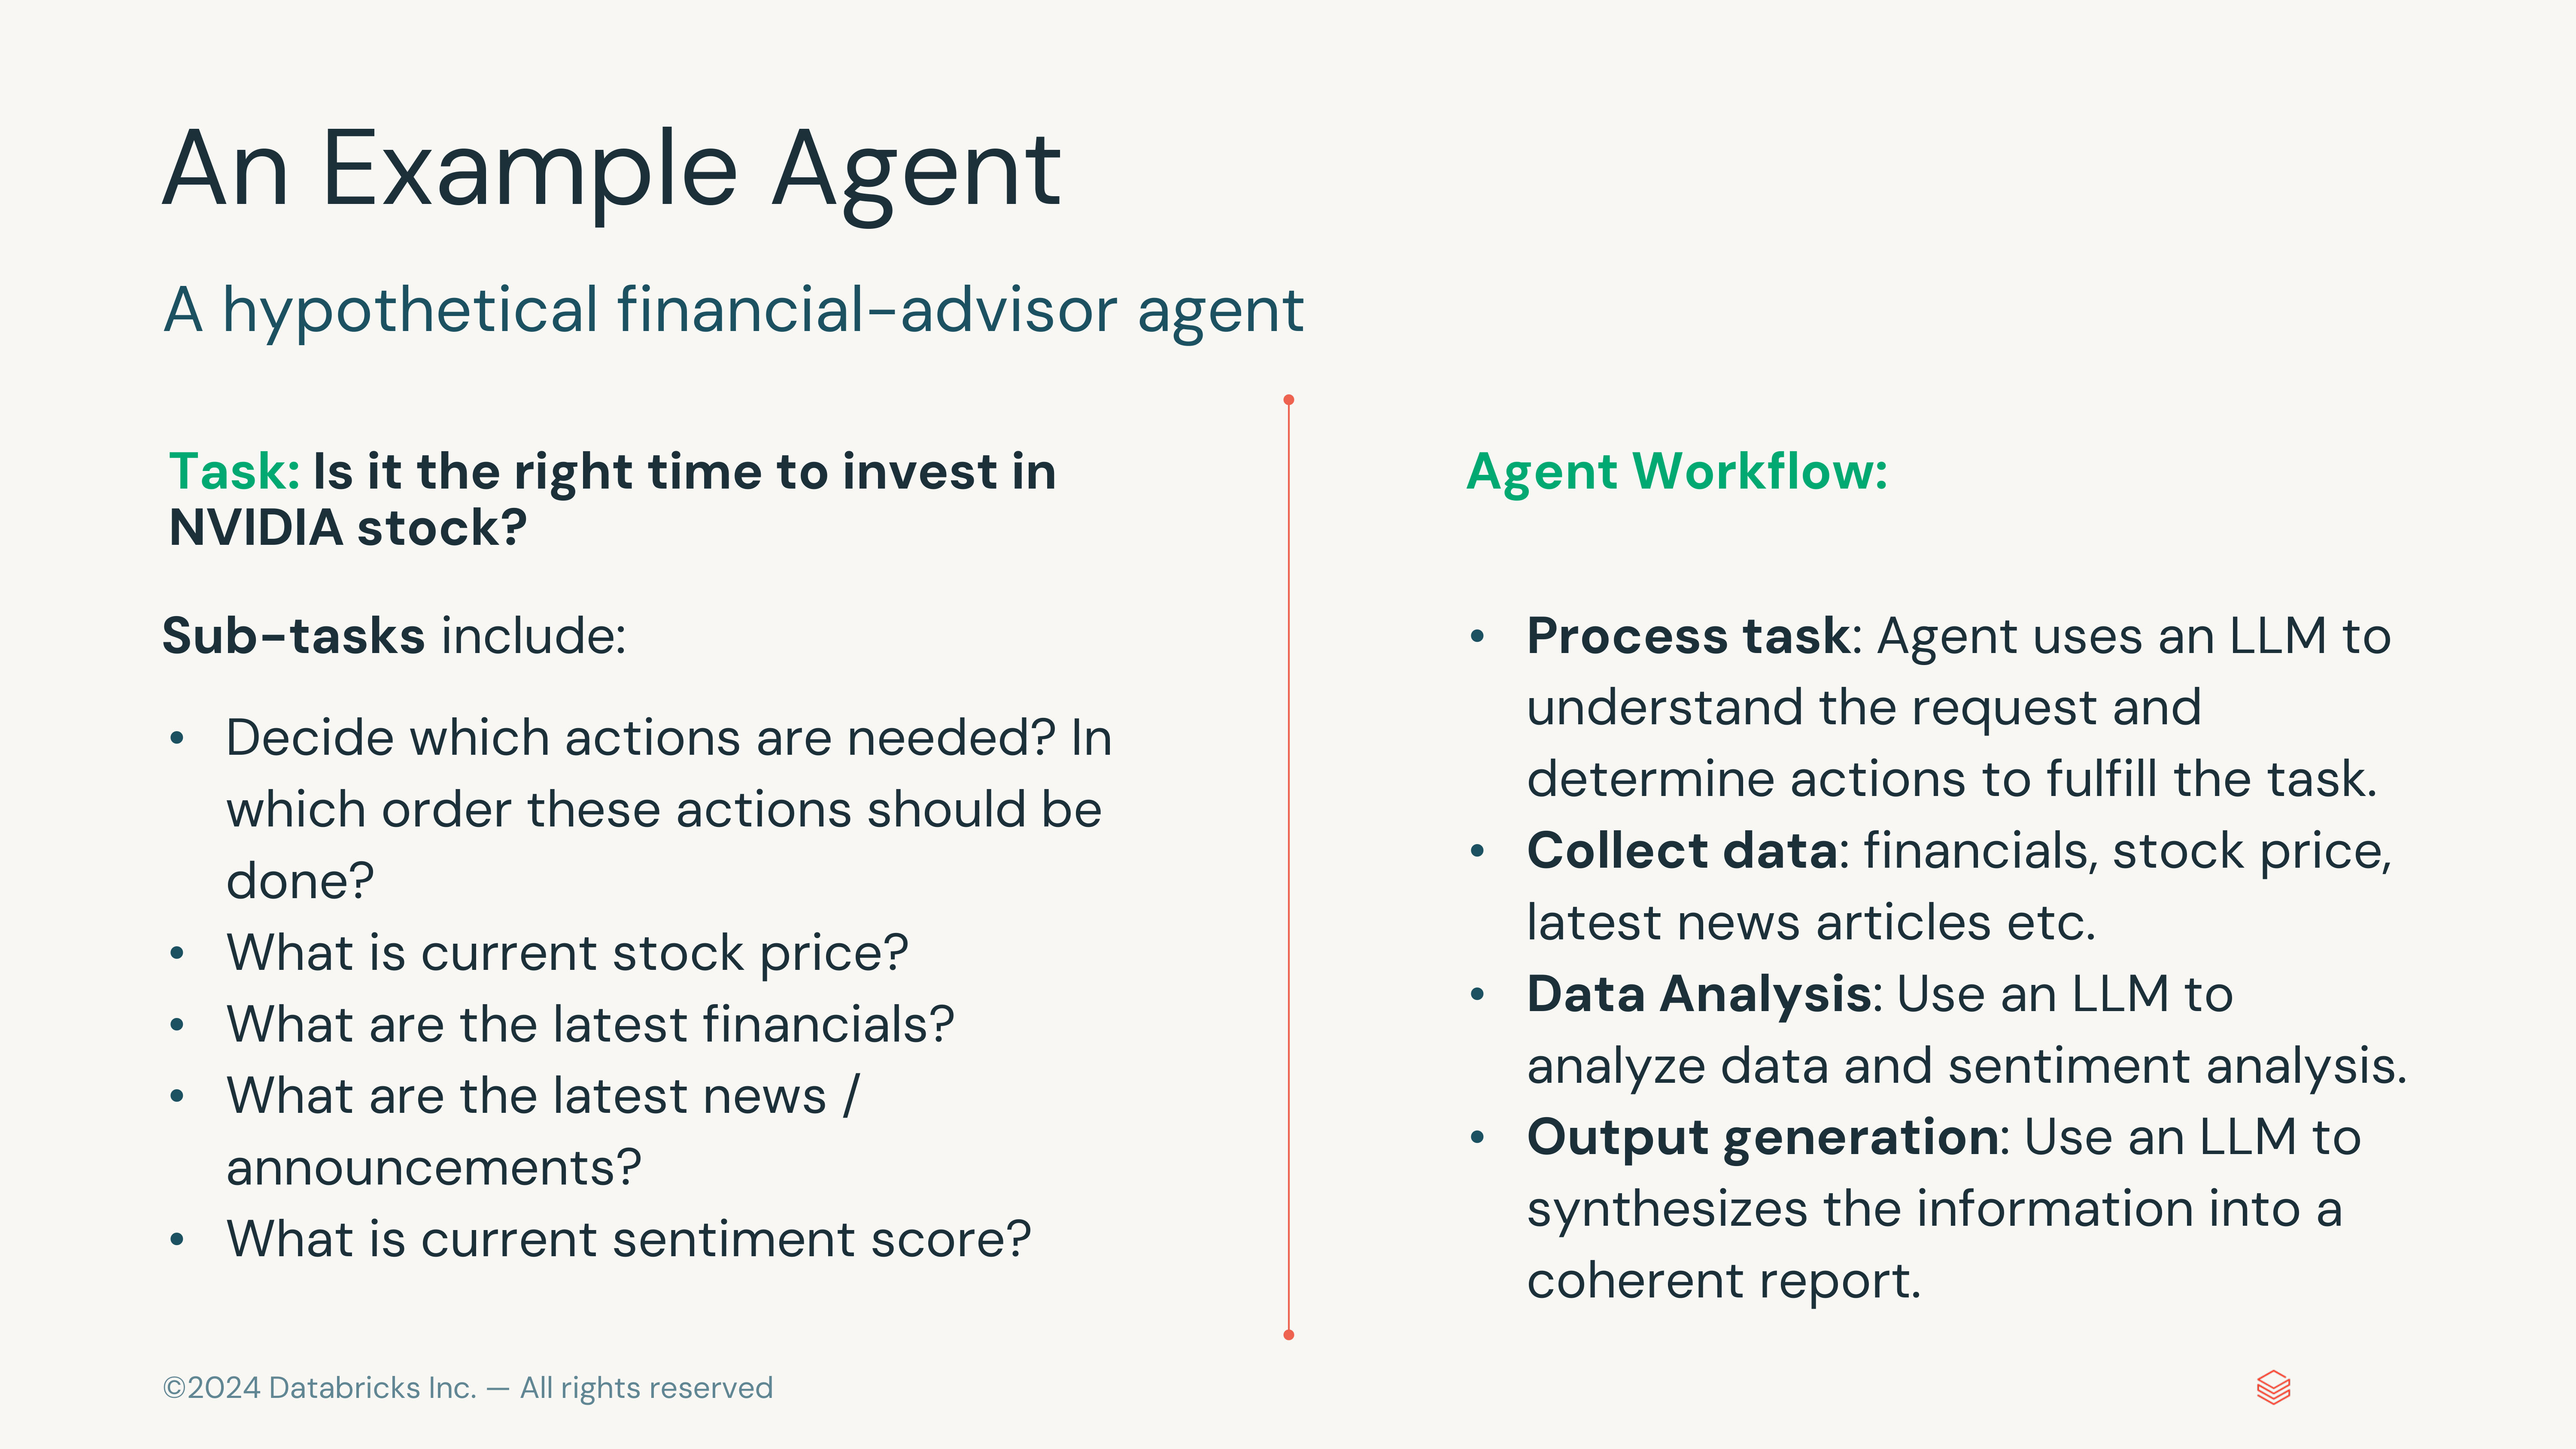 An Example Agent
A hypothetical financial-advisor agent
Task: Is it the right time to invest in
NVIDIA stock?
Sub-tasks include:
• Decide which actions are needed? In
which order these actions should be
done?
• What is current stock price?
• What are the latest financials?
• What are the latest news /
announcements?
• What is current sentiment score?
Agent Workflow:
• Process task: Agent uses an LLM to
understand the request and
determine actions to fulfill the task.
• Collect data: financials, stock price,
latest news articles etc.
• Data Analysis: Use an LLM to
analyze data and sentiment analysis.
• Output generation: Use an LLM to
synthesizes the information into a
coherent report.
©2024 Databricks Inc. — All rights reserved